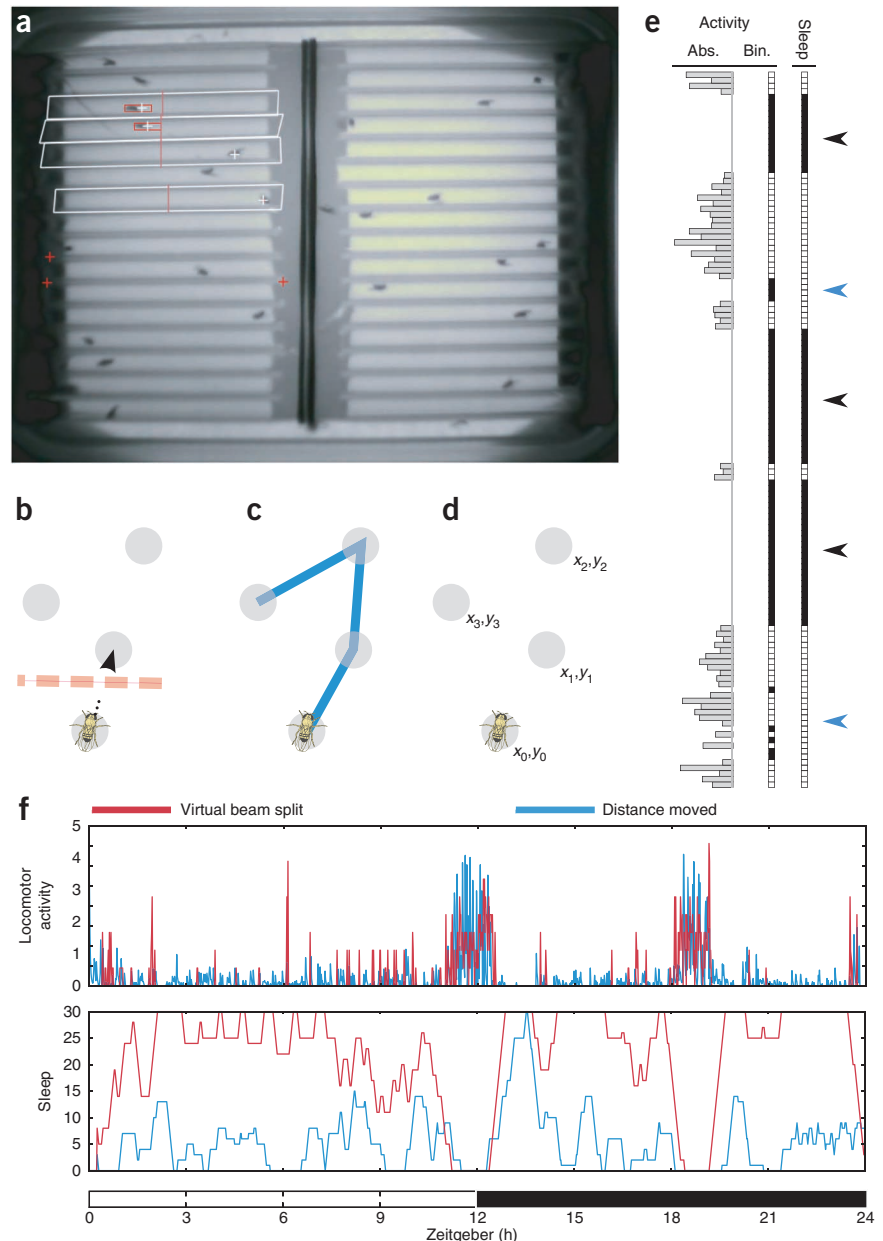 a
e
Activity
Sleep
Abs.
Bin.
b
c
d
x2,y2
x3,y3
x1,y1
x0,y0
f
Virtual beam split
Distance moved
Locomotor
activity
5
4
3
2
1
0
Sleep
30
25
20
15
10
5
0
0 3 6 9 12 15 18 21 24
Zeitgeber (h)